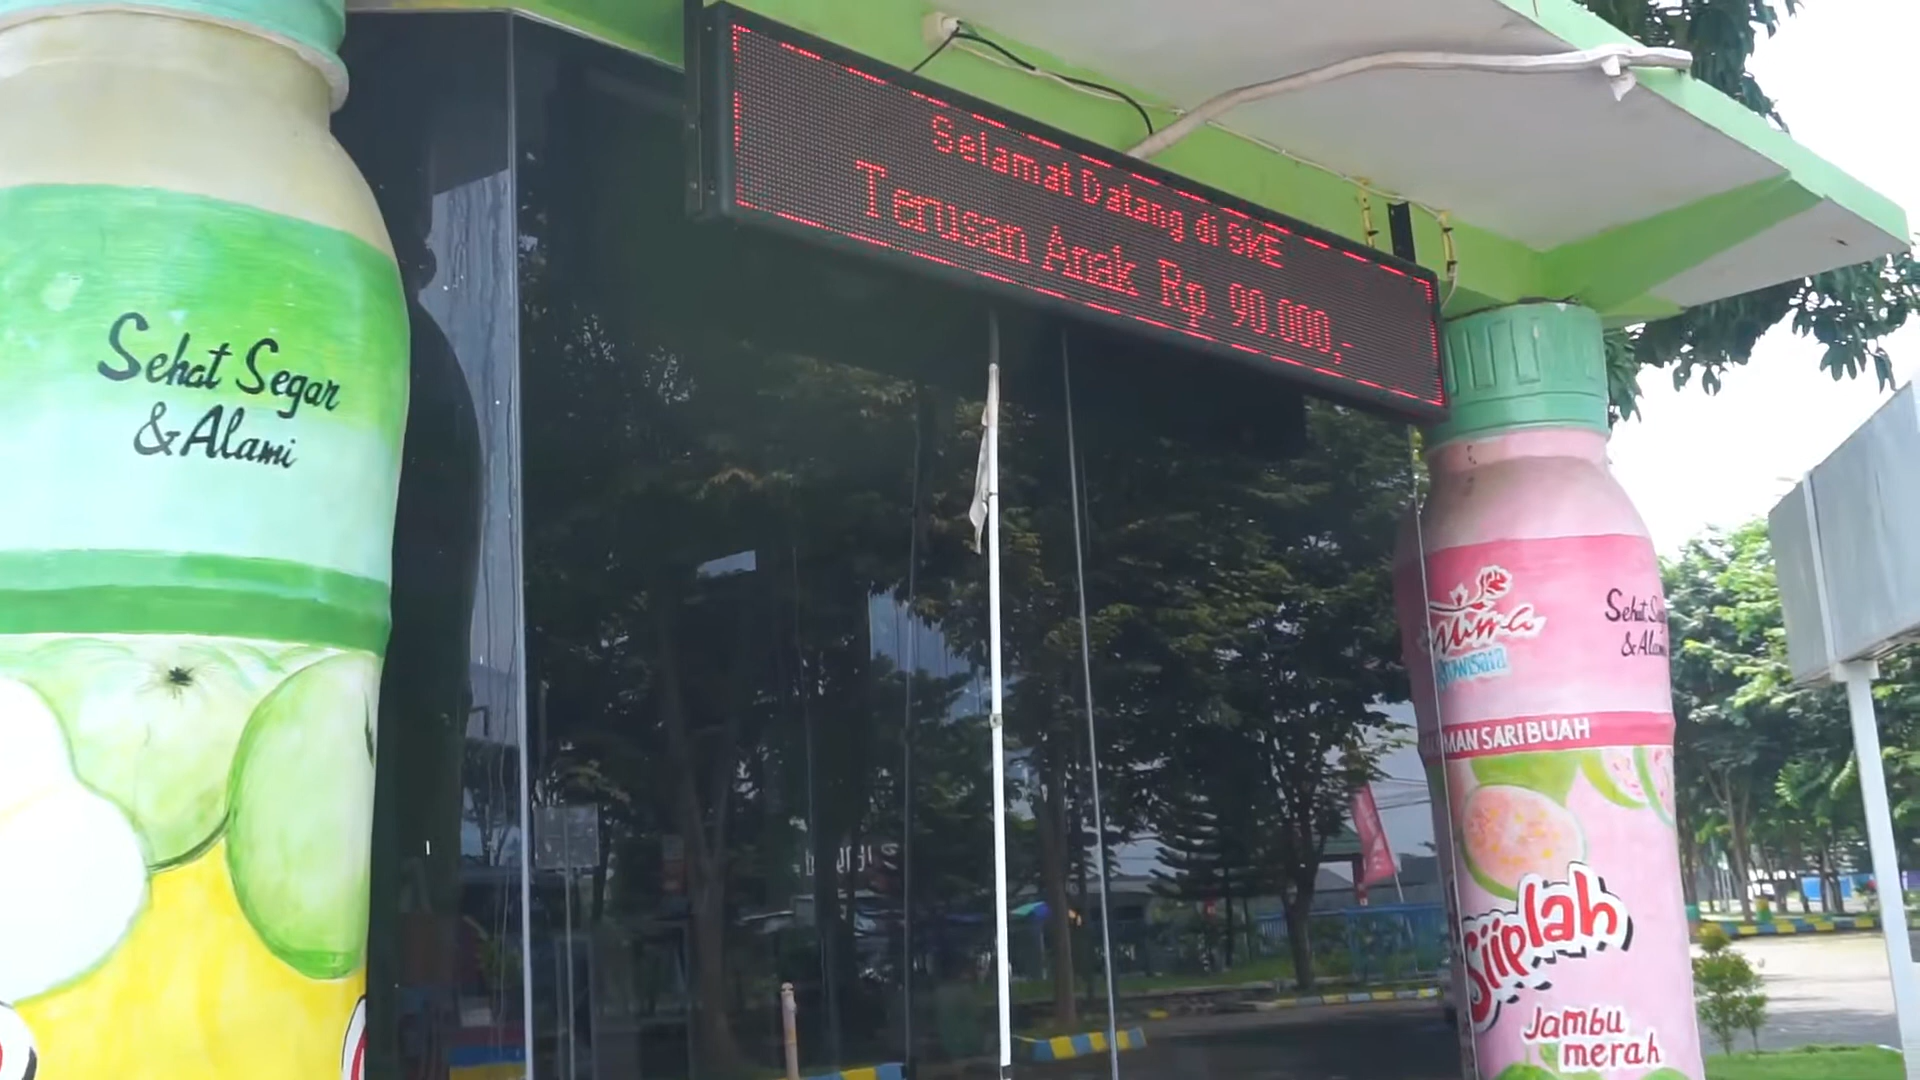 Selamat Datang di SKE
Terusan Anak Rp 90.000,-
Sehat Segar
& Alami
Agrowisata
Sehat
& Alami
MAN SARI BUAH
Siiplah
Jambu
merah